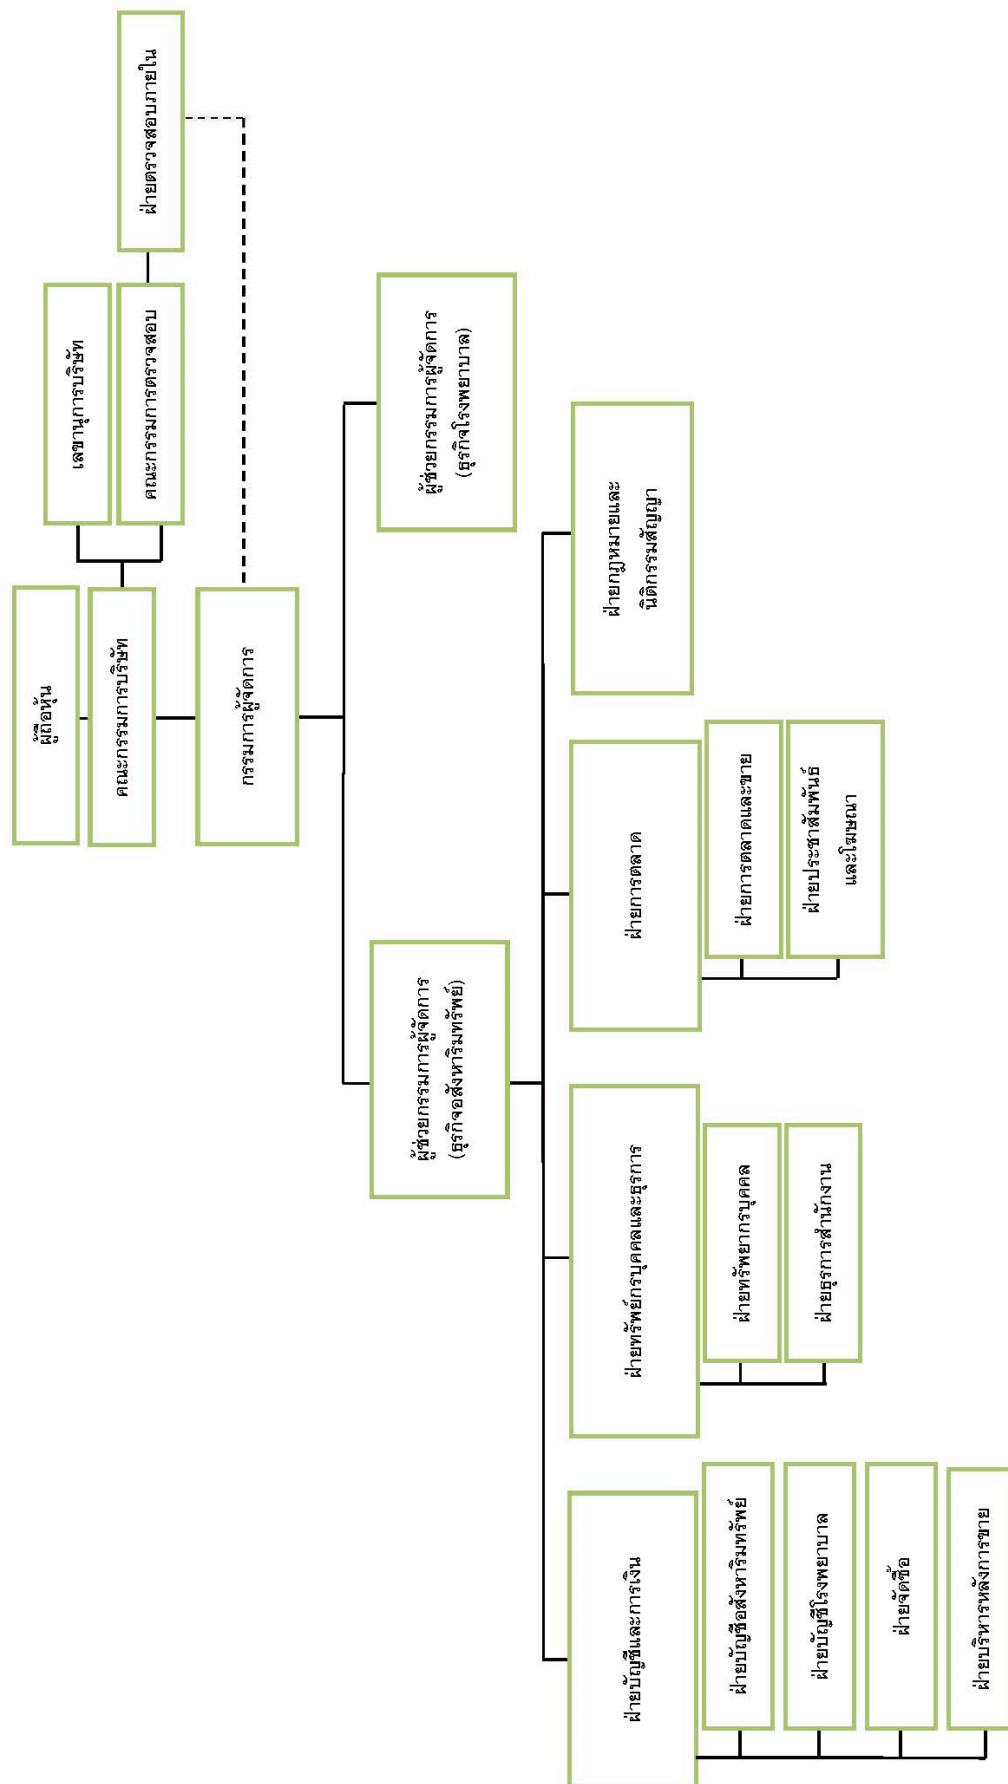 ผู้ถือหุ้น
คณะกรรมการบริษัท
เลขานุการบริษัท
คณะกรรมการตรวจสอบ
ฝ่ายตรวจสอบภายใน
กรรมการผู้จัดการ
ผู้ช่วยกรรมการผู้จัดการ
(ธุรกิจอสังหาริมทรัพย์)
ผู้ช่วยกรรมการผู้จัดการ
(ธุรกิจโรงพยาบาล)
ฝ่ายบัญชีและการเงิน
ฝ่ายบัญชีอสังหาริมทรัพย์
ฝ่ายบัญชีโรงพยาบาล
ฝ่ายจัดซื้อ
ฝ่ายบริหารหลังการขาย
ฝ่ายทรัพย์กรบุคคลและธุรการ
ฝ่ายทรัพยากรบุคคล
ฝ่ายธุรการสำนักงาน
ฝ่ายการตลาด
ฝ่ายการตลาดและขาย
ฝ่ายประชาสัมพันธ์
และโฆษณา
ฝ่ายกฎหมายและ
นิติกรรมสัญญา